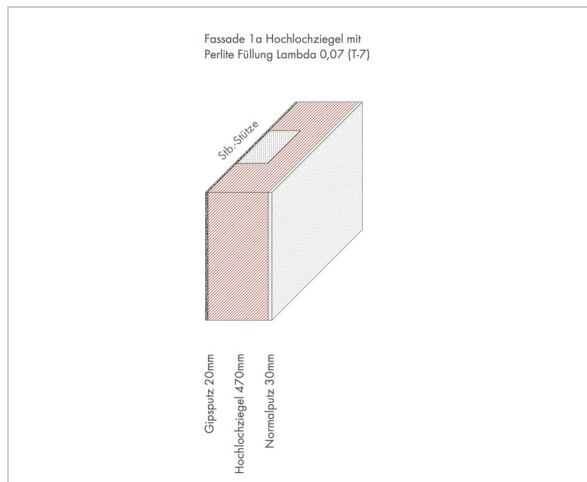 Fassade 1a Hochlochziegel mit
Perlite Füllung Lambda 0,07 (T-7)
Stb.-Stütze
Gipsputz 20mm
Hochlochziegel 470mm
Normalputz 30mm